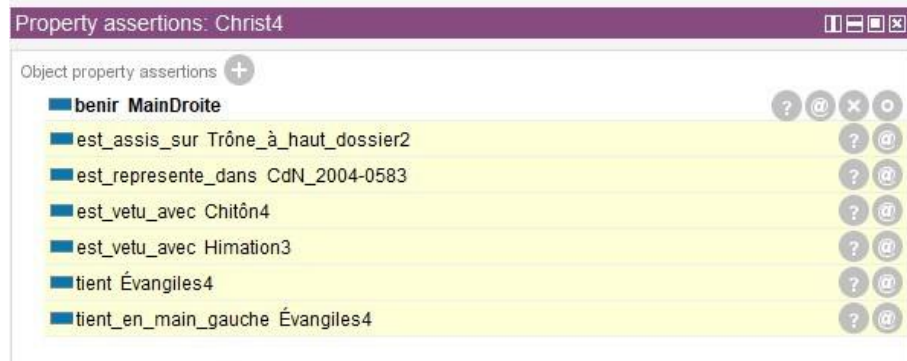 Property assertions: Christ4
Object property assertions
benir MainDroite
est_assis_sur Trône_à_haut_dossier2
est_represente_dans CdN_2004-0583
est_vetu_avec Chitôn4
est_vetu_avec Himation3
tient Évangiles4
tient_en_main_gauche Évangiles4